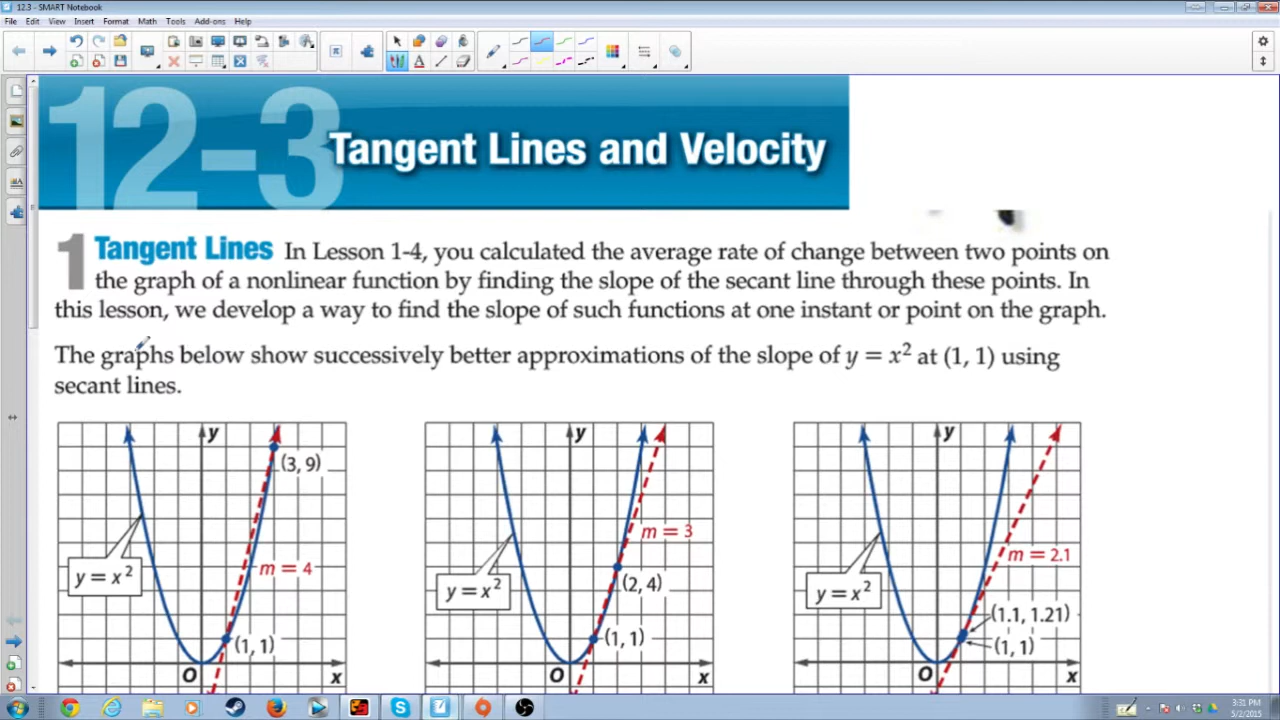 12.3 - SMART Notebook
File Edit View Insert Format Math Tools Add-ons Help
12-3 Tangent Lines and Velocity
1 Tangent Lines In Lesson 1-4, you calculated the average rate of change between two points on
the graph of a nonlinear function by finding the slope of the secant line through these points. In
this lesson, we develop a way to find the slope of such functions at one instant or point on the graph.
The graphs below show successively better approximations of the slope of y = x² at (1, 1) using
secant lines.
y
(3, 9)
m = 4
y = x²
(1, 1)
O
x
y
m = 3
(2, 4)
y = x²
(1, 1)
O
x
y
m = 2.1
y = x²
(1.1, 1.21)
(1, 1)
O
x
3:31 PM
5/2/2015